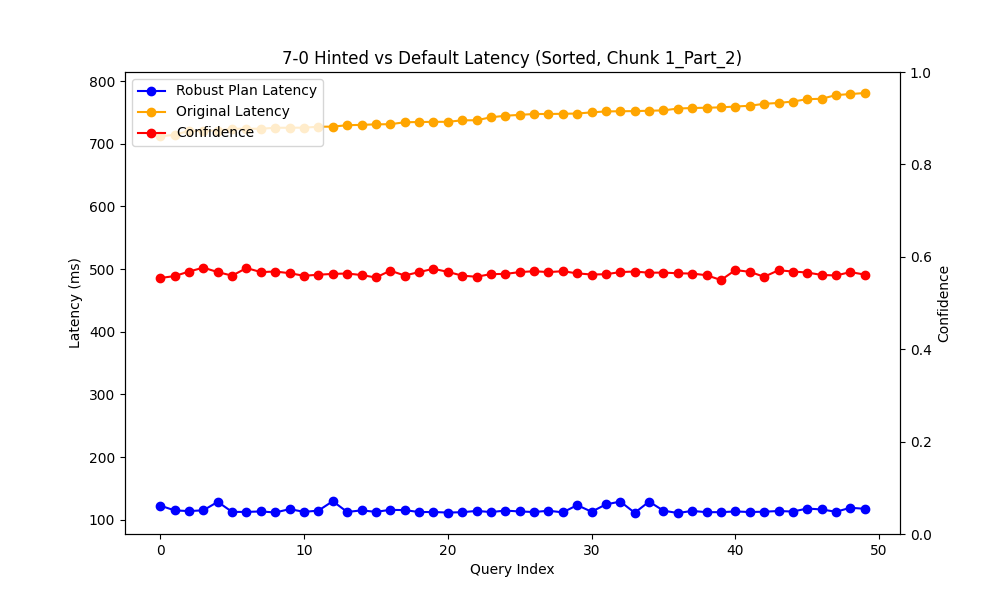 7-0 Hinted vs Default Latency (Sorted, Chunk 1_Part_2)
Robust Plan Latency
Original Latency
Confidence
Latency (ms)
800
700
600
500
400
300
200
100
1.0
0.8
0.6
0.4
0.2
0.0
Confidence
0
10
20
30
40
50
Query Index